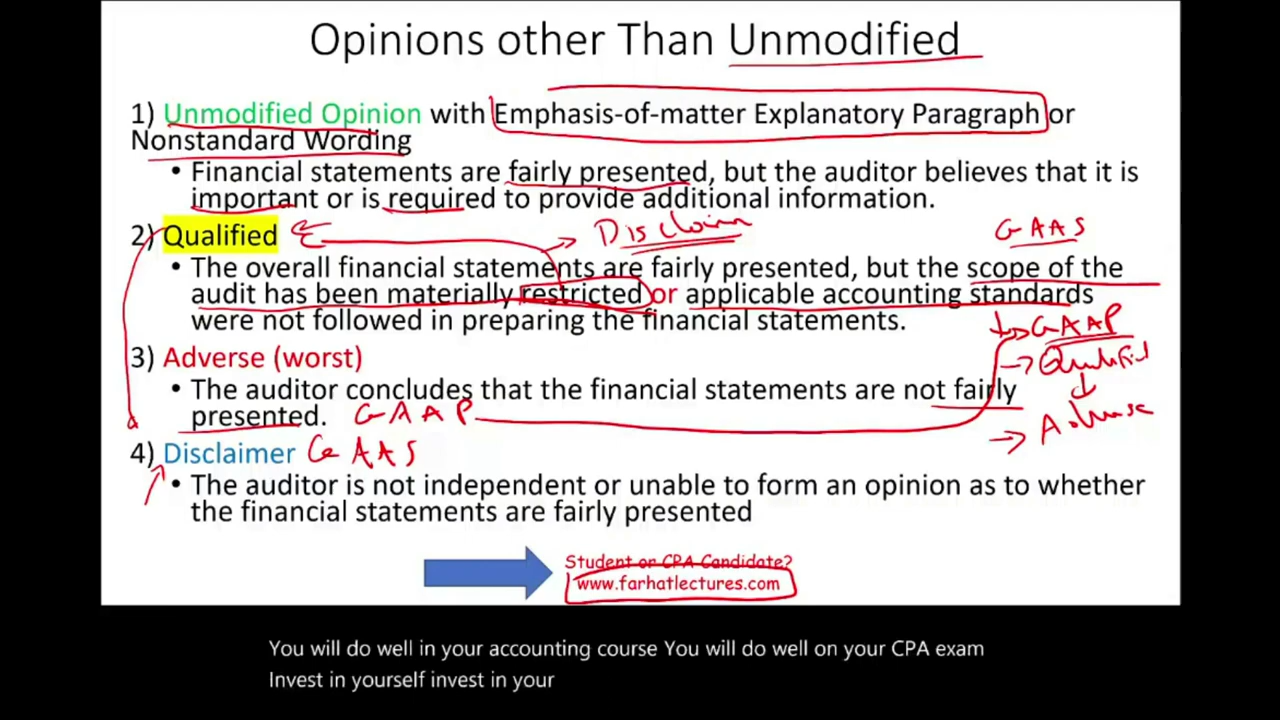 Opinions other Than Unmodified
1) Unmodified Opinion with Emphasis-of-matter Explanatory Paragraph or
Nonstandard Wording
• Financial statements are fairly presented, but the auditor believes that it is
important or is required to provide additional information.
Disclaim
GAAS
2) Qualified
• The overall financial statements are fairly presented, but the scope of the
audit has been materially restricted or applicable accounting standards
were not followed in preparing the financial statements.
GAAP
Qualified
3) Adverse (worst)
• The auditor concludes that the financial statements are not fairly
presented. GAAP
Adverse
4) Disclaimer GAAS
• The auditor is not independent or unable to form an opinion as to whether
the financial statements are fairly presented
Student or CPA Candidate?
www.farhatlectures.com
You will do well in your accounting course You will do well on your CPA exam
Invest in yourself invest in your